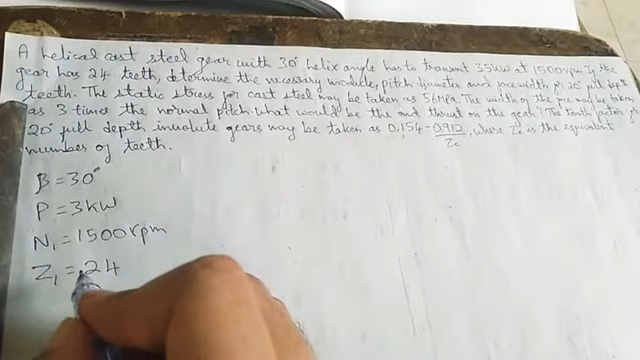 A helical cast steel gear with 30° helix angle has to transmit 35kW at 1500rpm. If the
gear has 24 teeth, determine the necessary module, pitch diameter and face width for 20° full depth
teeth. The static stress for cast steel may be taken as 56MPa. The width of the face may be taken
as 3 times the normal pitch. What would be the end thrust on the gear? The tooth factor for
20° full depth involute gears may be taken as 0.154 - 0.912/Ze, where Ze is the equivalent
number of teeth.
β = 30°
P = 3kW
N₁ = 1500rpm
Z₁ = 24